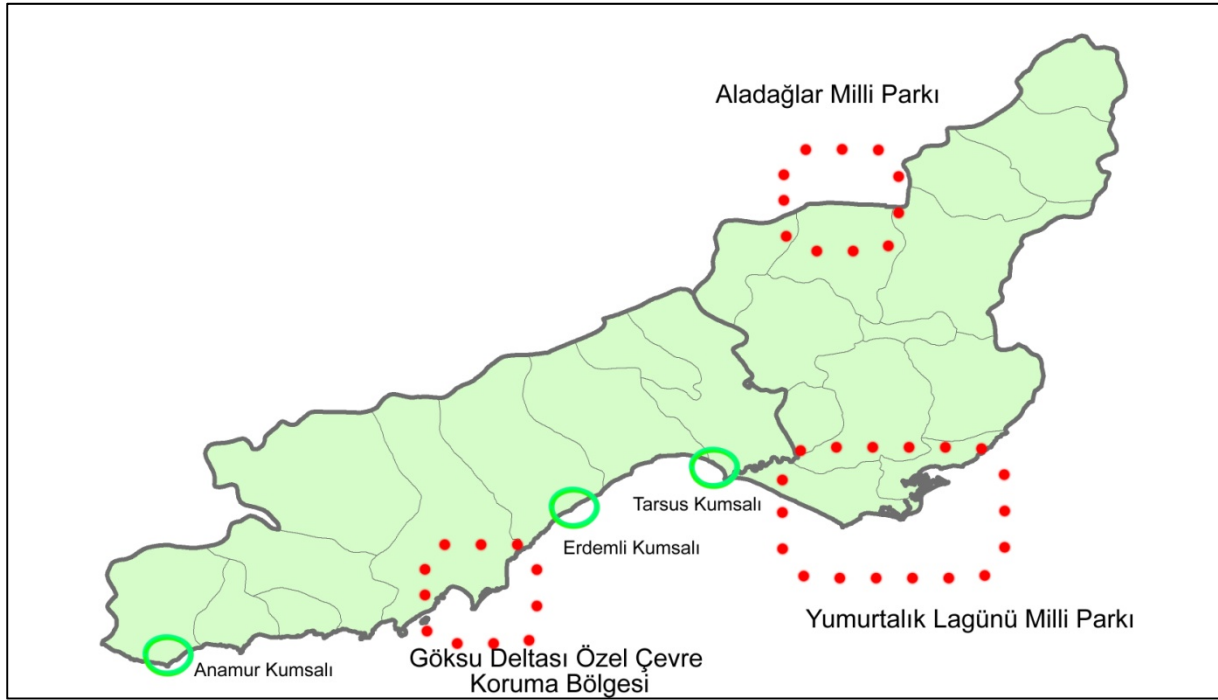 Aladağlar Milli Parkı
Tarsus Kumsalı
Erdemli Kumsalı
Yumurtalık Lagünü Milli Parkı
Göksu Deltası Özel Çevre
Koruma Bölgesi
Anamur Kumsalı